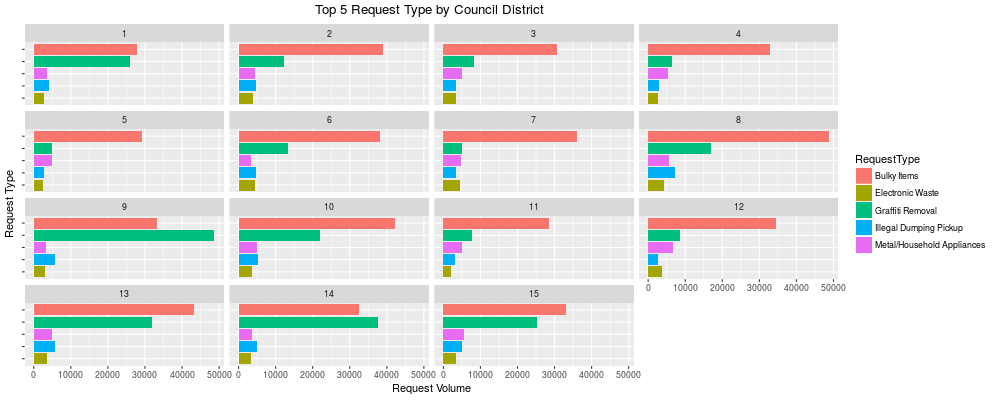 Top 5 Request Type by Council District
1 2 3 4
5 6 7 8
9 10 11 12
0 10000 20000 30000 40000 50000
13 14 15
0 10000 20000 30000 40000 50000 0 10000 20000 30000 40000 50000 0 10000 20000 30000 40000 50000
Request Volume
Request Type
RequestType
Bulky Items
Electronic Waste
Graffiti Removal
Illegal Dumping Pickup
Metal/Household Appliances